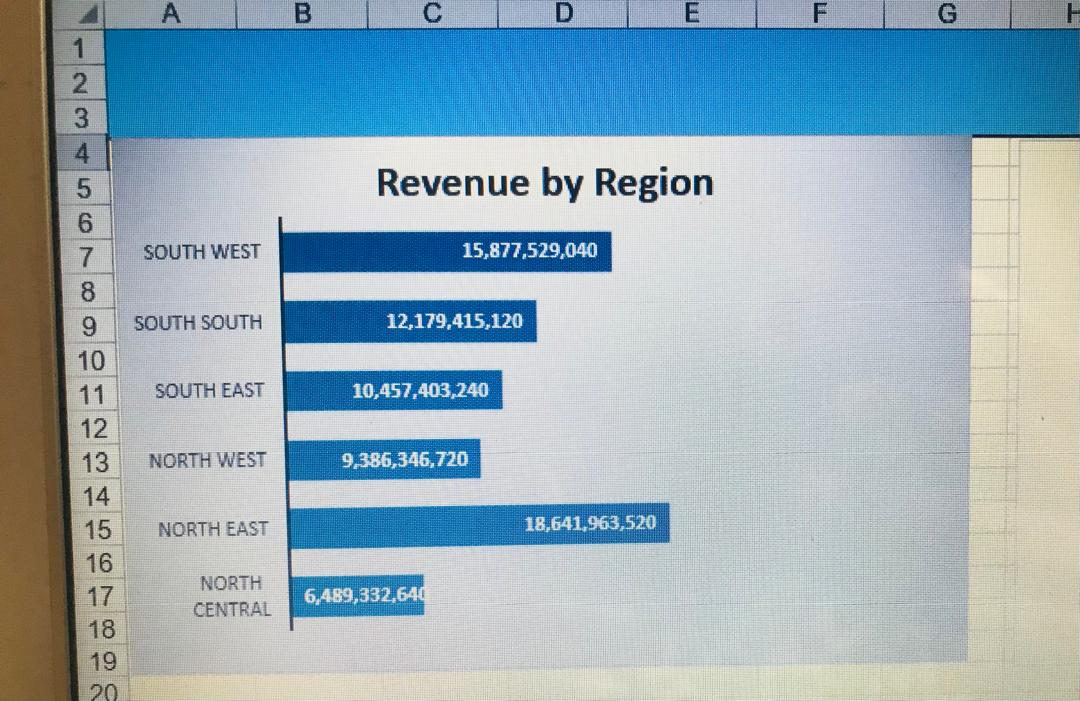 A B C D E F G H
1
2
3
4
5
6
7
8
9
10
11
12
13
14
15
16
17
18
19
20
Revenue by Region
SOUTH WEST 15,877,529,040
SOUTH SOUTH 12,179,415,120
SOUTH EAST 10,457,403,240
NORTH WEST 9,386,346,720
NORTH EAST 18,641,963,520
NORTH
CENTRAL 6,489,332,640